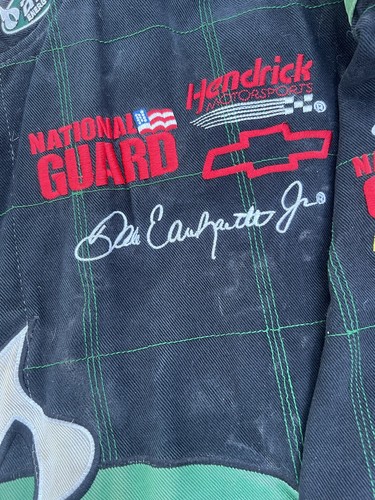 Hendrick
MOTORSPORTS
®
NATIONAL
GUARD
Dale Earnhardt Jr®